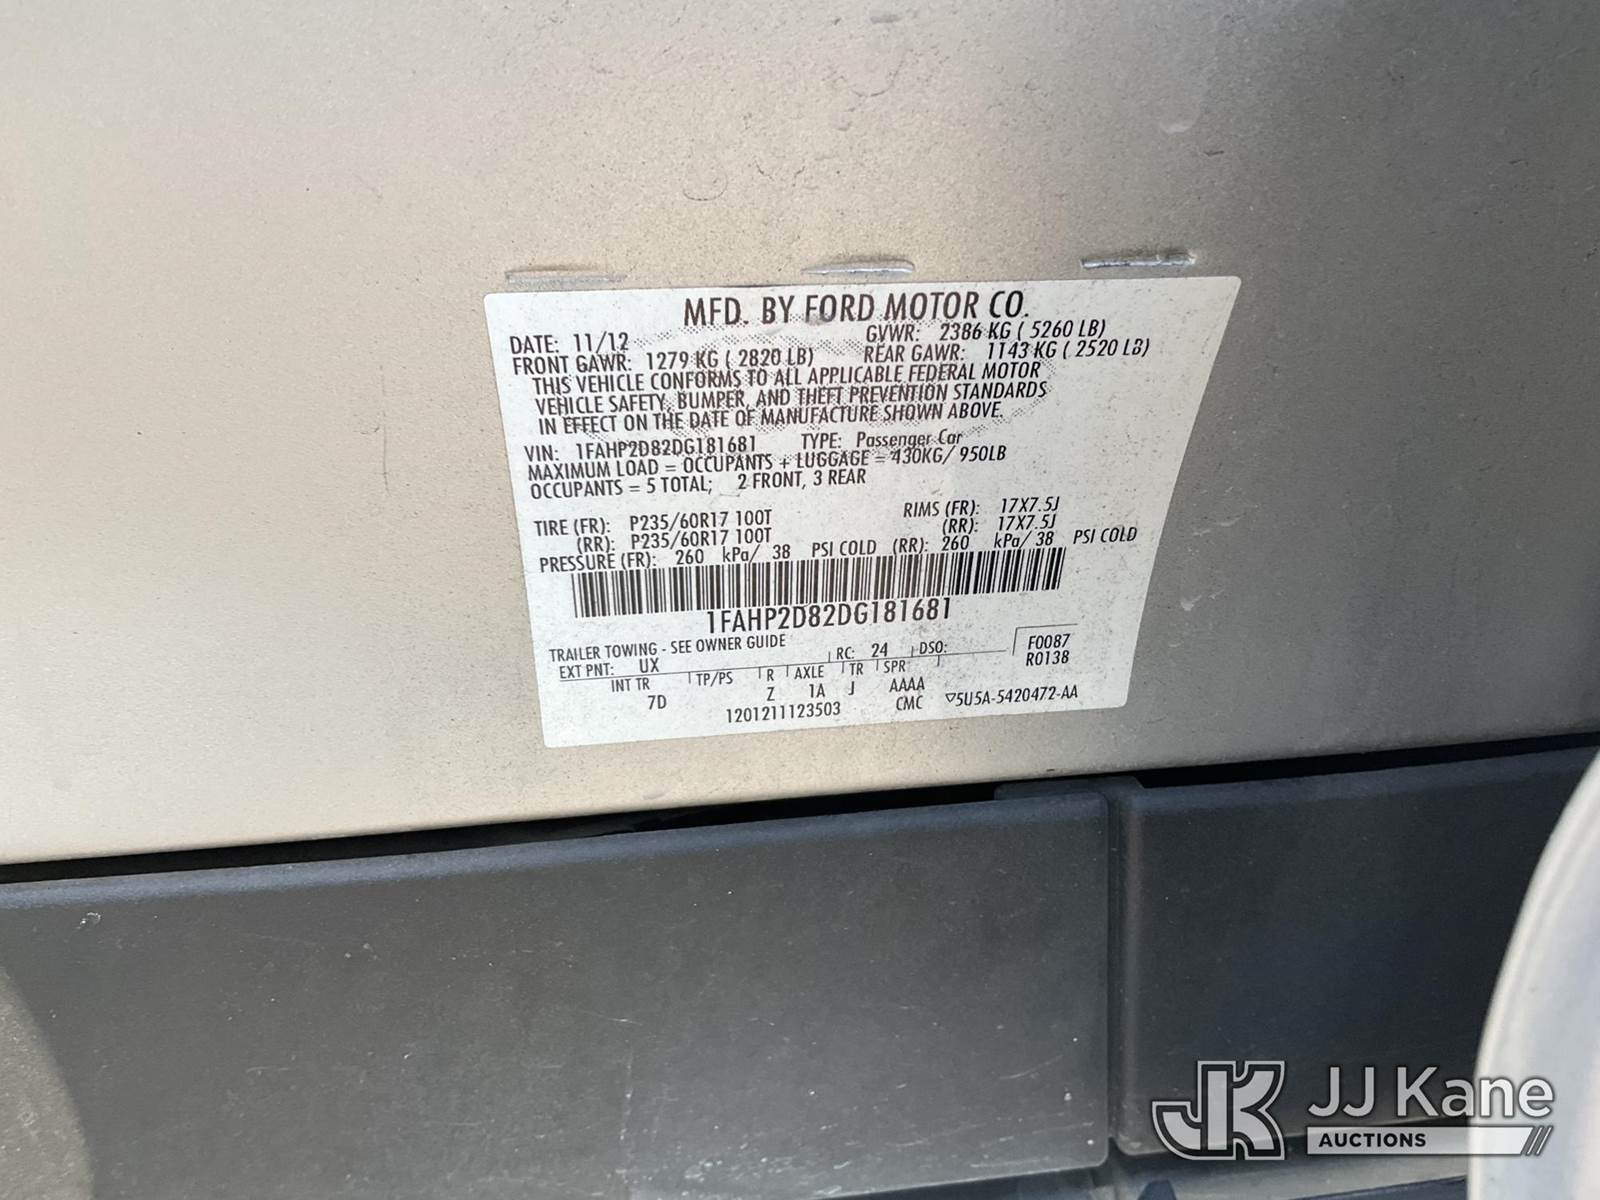 MFD. BY FORD MOTOR CO.
DATE: 11/12 GVWR: 2386 KG ( 5260 LB)
FRONT GAWR: 1279 KG ( 2820 LB) REAR GAWR: 1143 KG ( 2520 LB)
THIS VEHICLE CONFORMS TO ALL APPLICABLE FEDERAL MOTOR
VEHICLE SAFETY, BUMPER, AND THEFT PREVENTION STANDARDS
IN EFFECT ON THE DATE OF MANUFACTURE SHOWN ABOVE.
VIN: 1FAHP2D82DG181681 TYPE: Passenger Car
MAXIMUM LOAD = OCCUPANTS + LUGGAGE = 430KG/ 950LB
OCCUPANTS = 5 TOTAL; 2 FRONT, 3 REAR
TIRE (FR): P235/60R17 100T RIMS (FR): 17X7.5J
(RR): P235/60R17 100T (RR): 17X7.5J
PRESSURE (FR): 260 kPa/ 38 PSI COLD (RR): 260 kPa/ 38 PSI COLD
1FAHP2D82DG181681
TRAILER TOWING - SEE OWNER GUIDE
EXT PNT: UX RC: 24 DSO: F0087
R0138
INT TR TP/PS R AXLE TR SPR
7D Z 1A J AAAA
1201211123503 CMC ▽5U5A-5420472-AA
JK JJ Kane
AUCTIONS